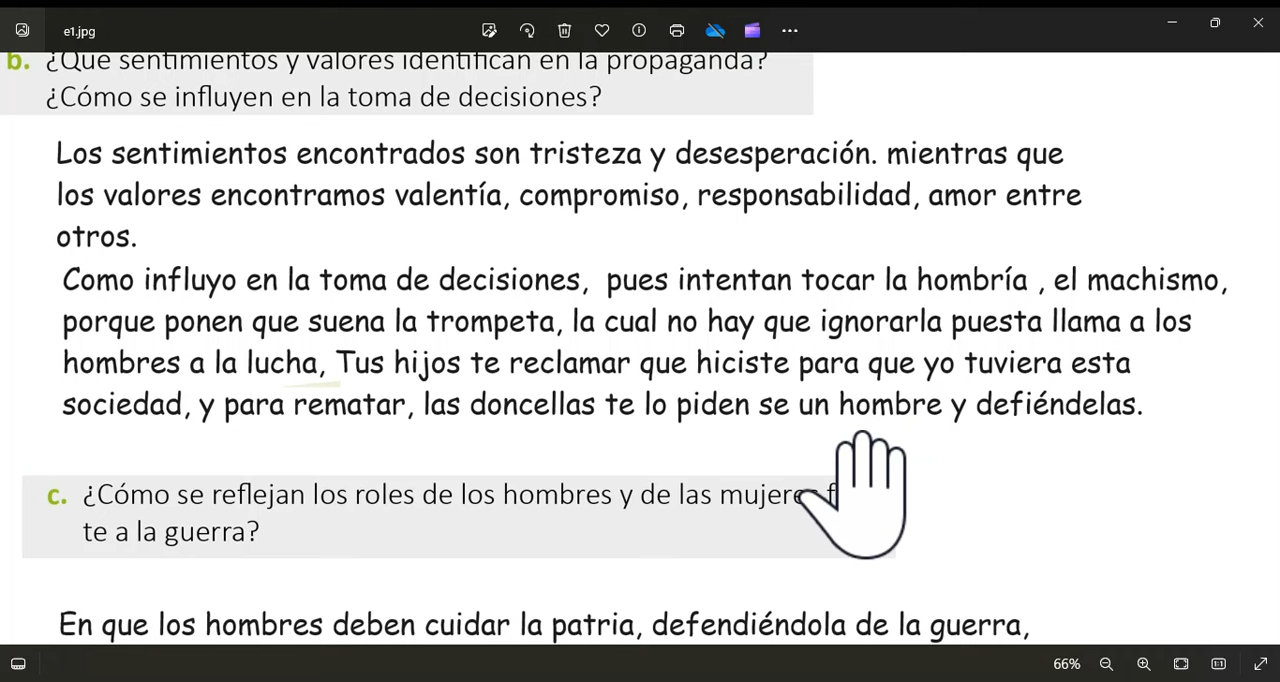 e1.jpg
b. ¿Que sentimientos y valores identifican en la propaganda?
¿Cómo se influyen en la toma de decisiones?
Los sentimientos encontrados son tristeza y desesperación. mientras que
los valores encontramos valentía, compromiso, responsabilidad, amor entre
otros.
Como influyo en la toma de decisiones, pues intentan tocar la hombría , el machismo,
porque ponen que suena la trompeta, la cual no hay que ignorarla puesta llama a los
hombres a la lucha, Tus hijos te reclamar que hiciste para que yo tuviera esta
sociedad, y para rematar, las doncellas te lo piden se un hombre y defiéndelas.
c. ¿Cómo se reflejan los roles de los hombres y de las mujeres
te a la guerra?
En que los hombres deben cuidar la patria, defendiéndola de la guerra,
66%